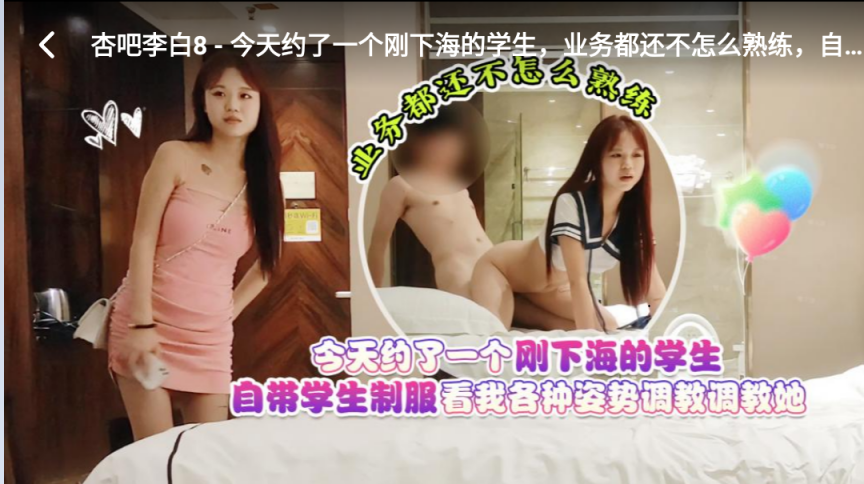 杏吧李白8 - 今天约了一个刚下海的学生，业务都还不怎么熟练，自...
业务都还不怎么熟练
今天约了一个刚下海的学生
自带学生制服看我各种姿势调教调教她